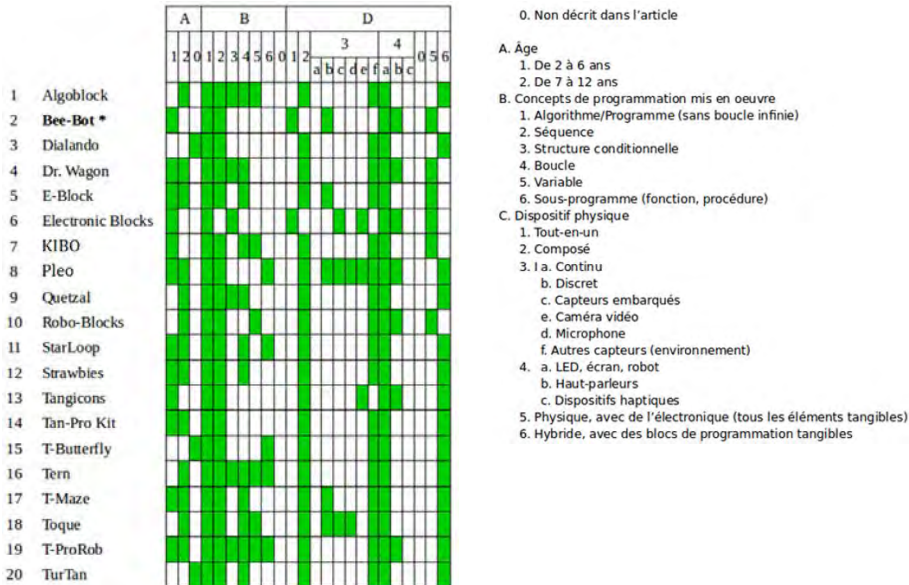 A B D
3 4
1 2 0 1 2 3 4 5 6 0 1 2 0 5 6
a b c d e f a b c
1 Algoblock
2 Bee-Bot *
3 Dialando
4 Dr. Wagon
5 E-Block
6 Electronic Blocks
7 KIBO
8 Pleo
9 Quetzal
10 Robo-Blocks
11 StarLoop
12 Strawbies
13 Tangicons
14 Tan-Pro Kit
15 T-Butterfly
16 Tern
17 T-Maze
18 Toque
19 T-ProRob
20 TurTan
0. Non décrit dans l'article
A. Âge
1. De 2 à 6 ans
2. De 7 à 12 ans
B. Concepts de programmation mis en oeuvre
1. Algorithme/Programme (sans boucle infinie)
2. Séquence
3. Structure conditionnelle
4. Boucle
5. Variable
6. Sous-programme (fonction, procédure)
C. Dispositif physique
1. Tout-en-un
2. Composé
3. I a. Continu
b. Discret
c. Capteurs embarqués
e. Caméra vidéo
d. Microphone
f. Autres capteurs (environnement)
4. a. LED, écran, robot
b. Haut-parleurs
c. Dispositifs haptiques
5. Physique, avec de l'électronique (tous les éléments tangibles)
6. Hybride, avec des blocs de programmation tangibles